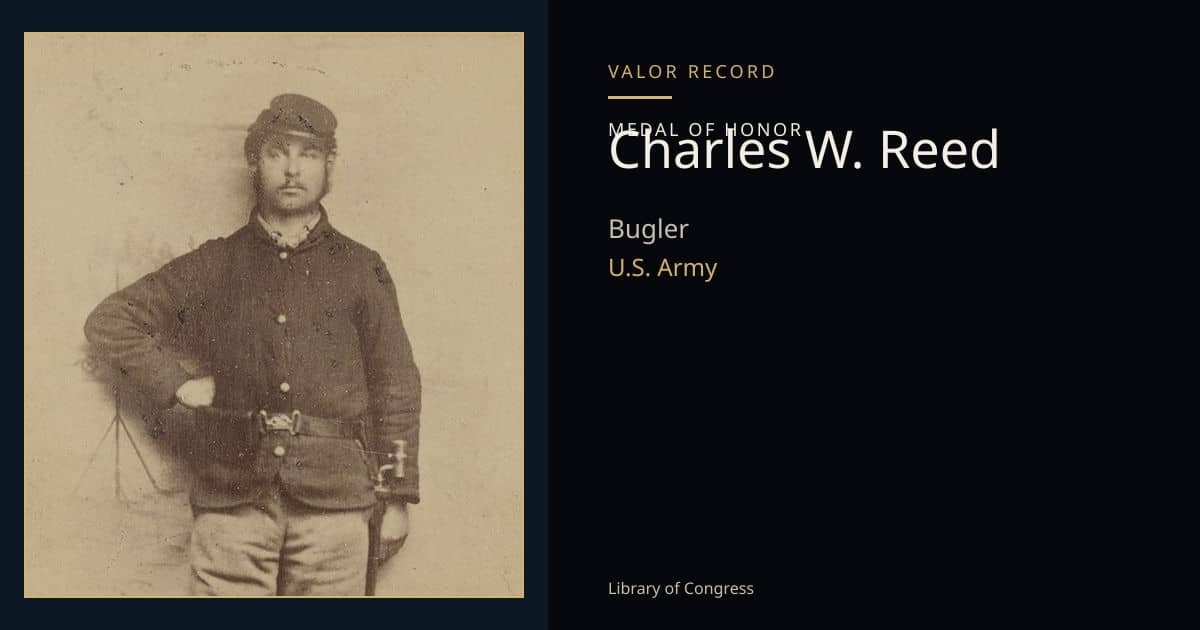 VALOR RECORD
MEDAL OF HONOR
Charles W. Reed
Bugler
U.S. Army
Library of Congress